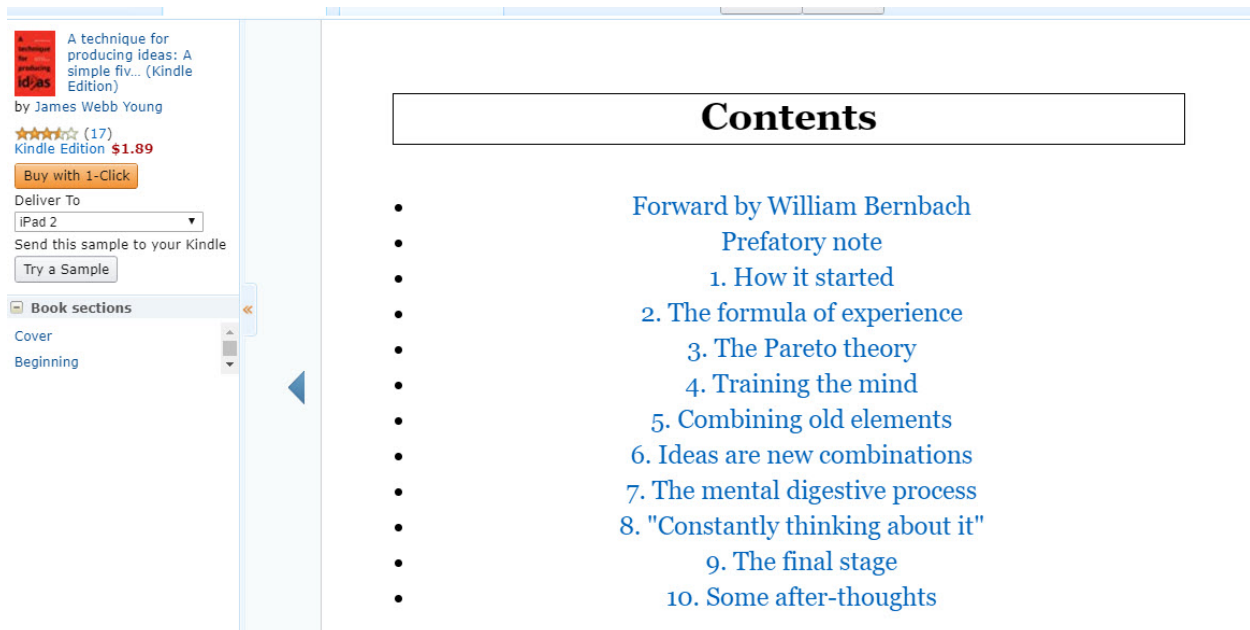 A technique for producing ideas
A technique for
producing ideas: A
simple fiv... (Kindle
Edition)
by James Webb Young
(17)
Kindle Edition $1.89
Buy with 1-Click
Deliver To
iPad 2
Send this sample to your Kindle
Try a Sample
Book sections
Cover
Beginning
«
Contents
• Forward by William Bernbach
• Prefatory note
• 1. How it started
• 2. The formula of experience
• 3. The Pareto theory
• 4. Training the mind
• 5. Combining old elements
• 6. Ideas are new combinations
• 7. The mental digestive process
• 8. "Constantly thinking about it"
• 9. The final stage
• 10. Some after-thoughts